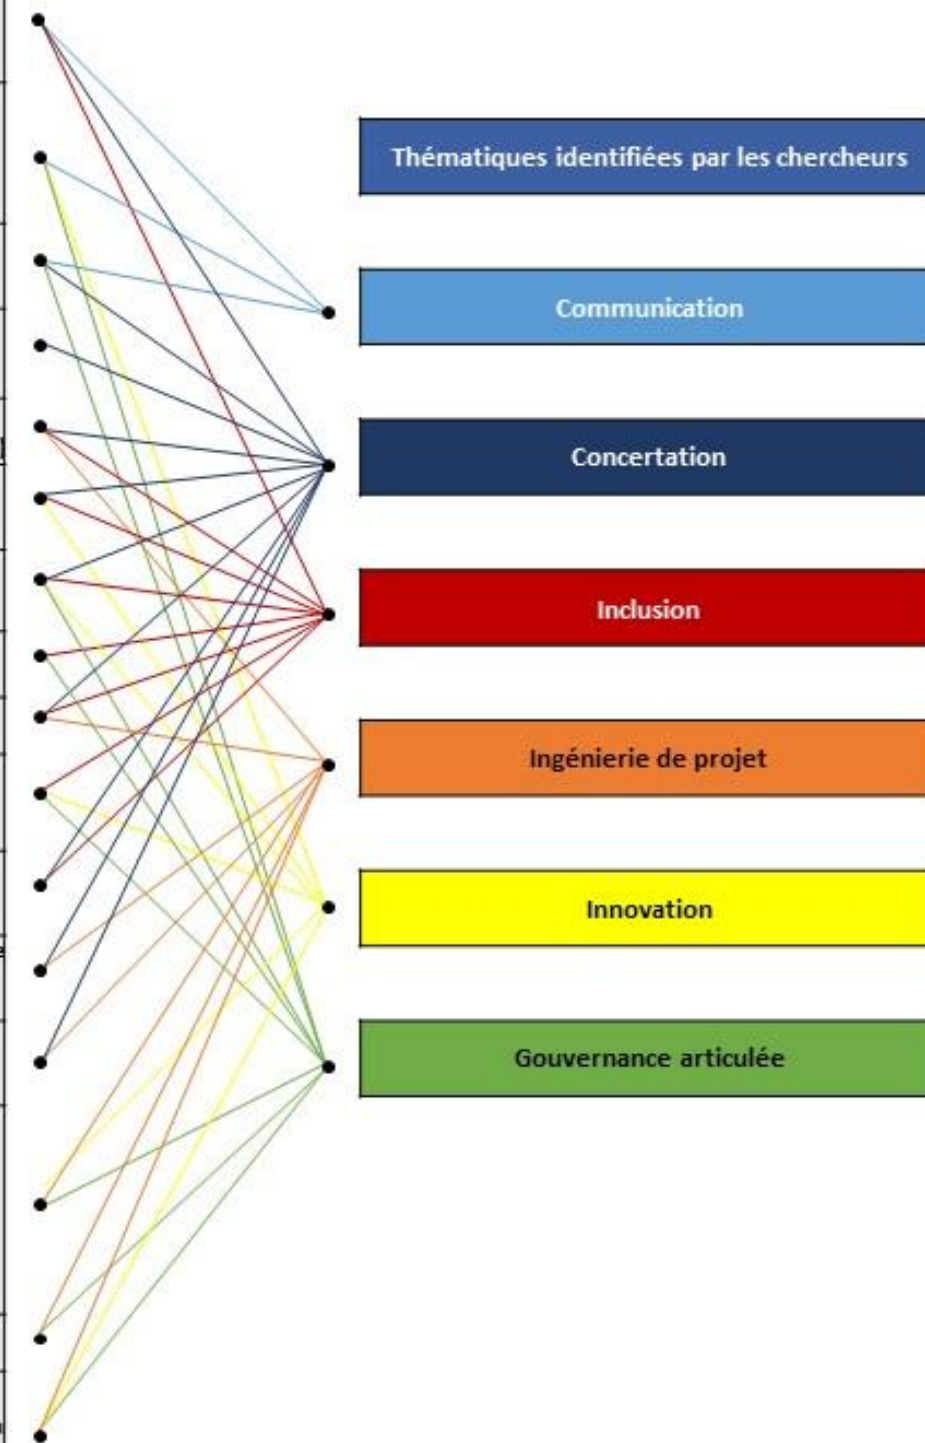 Thématiques identifiées par les chercheurs
Communication
Concertation
Inclusion
Ingénierie de projet
Innovation
Gouvernance articulée